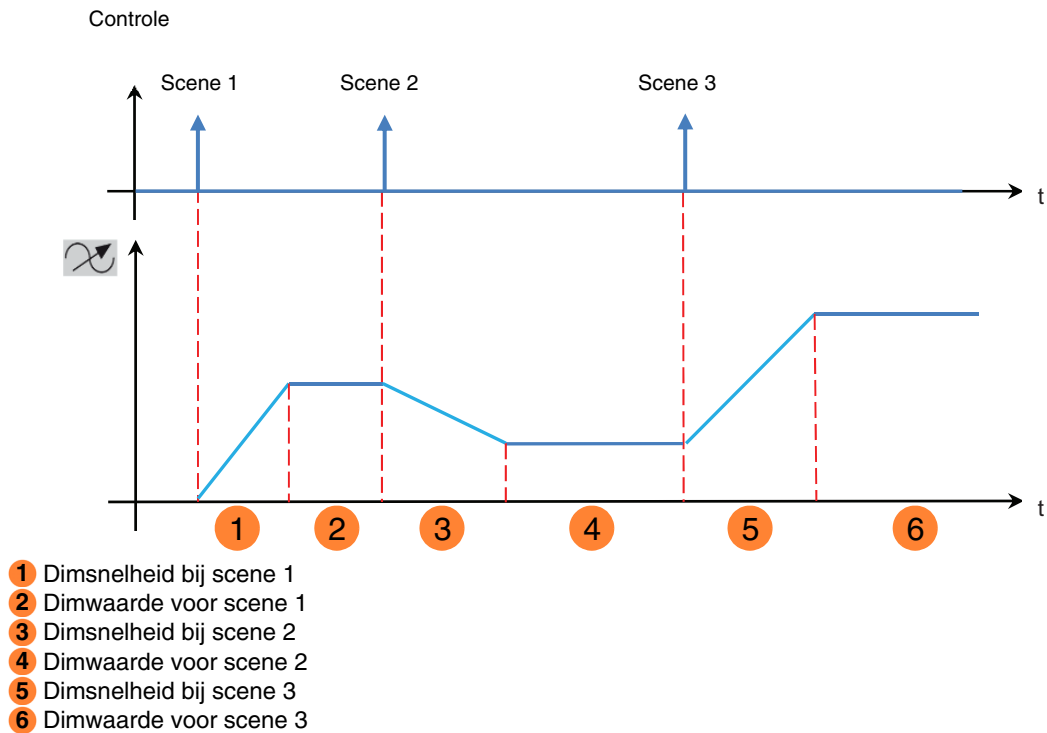 Controle
Scene 1 Scene 2 Scene 3
t
t
1 2 3 4 5 6
1 Dimsnelheid bij scene 1
2 Dimwaarde voor scene 1
3 Dimsnelheid bij scene 2
4 Dimwaarde voor scene 2
5 Dimsnelheid bij scene 3
6 Dimwaarde voor scene 3